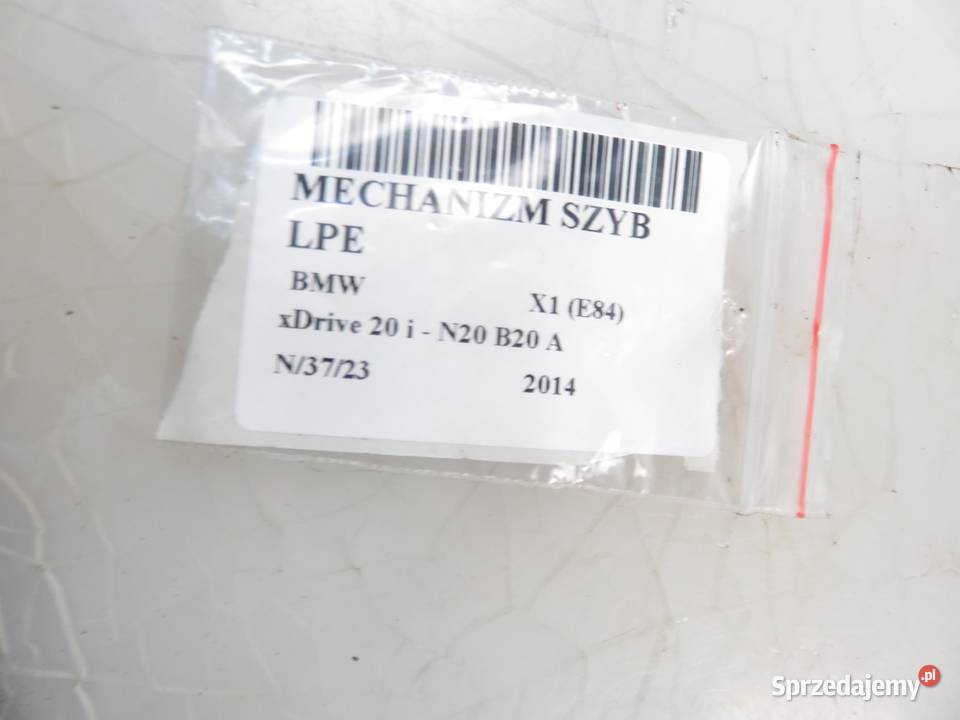 MECHANIZM SZYB
LPE
BMW X1 (E84)
xDrive 20 i - N20 B20 A
N/37/23 2014
Sprzedajemy.pl